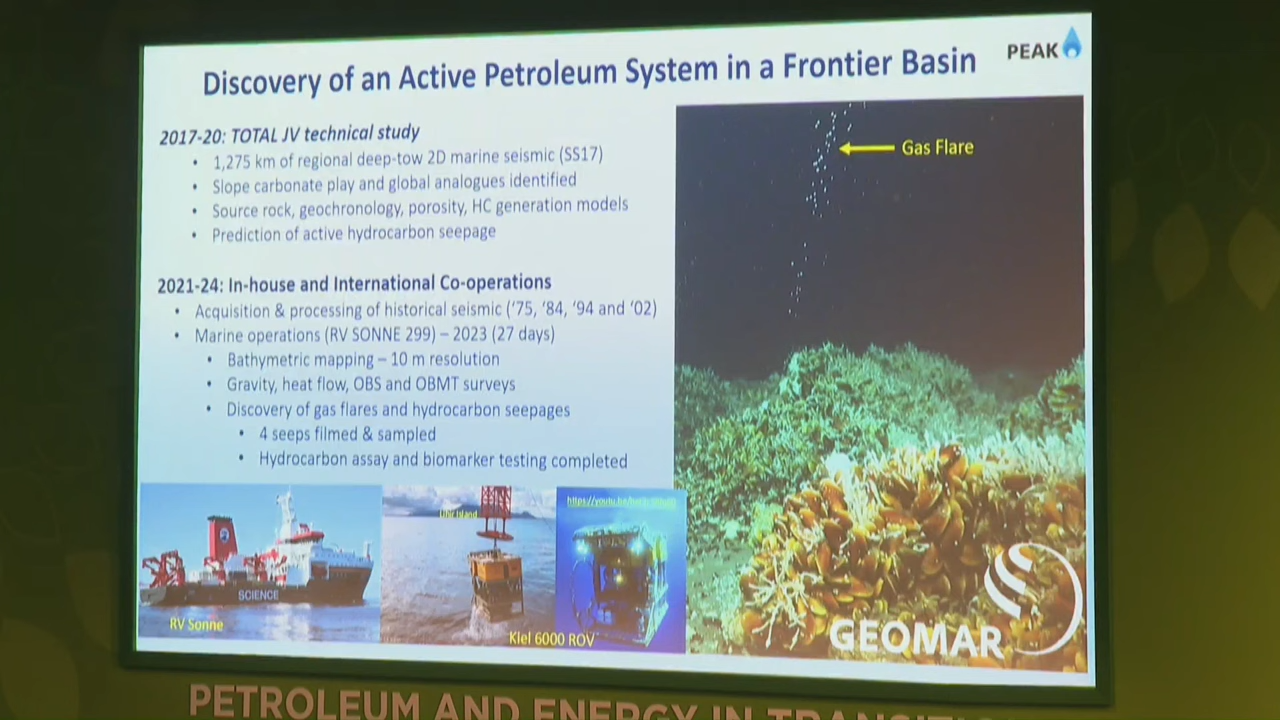 PEAK
Discovery of an Active Petroleum System in a Frontier Basin
2017-20: TOTAL JV technical study
• 1,275 km of regional deep-tow 2D marine seismic (SS17)
• Slope carbonate play and global analogues identified
• Source rock, geochronology, porosity, HC generation models
• Prediction of active hydrocarbon seepage
2021-24: In-house and International Co-operations
• Acquisition & processing of historical seismic ('75, '84, '94 and '02)
• Marine operations (RV SONNE 299) – 2023 (27 days)
• Bathymetric mapping – 10 m resolution
• Gravity, heat flow, OBS and OBMT surveys
• Discovery of gas flares and hydrocarbon seepages
• 4 seeps filmed & sampled
• Hydrocarbon assay and biomarker testing completed
Gas Flare
SCIENCE
RV Sonne
Lihir Island
https://youtu.be/
Kiel 6000 ROV
GEOMAR
PETROLEUM AND ENERGY IN